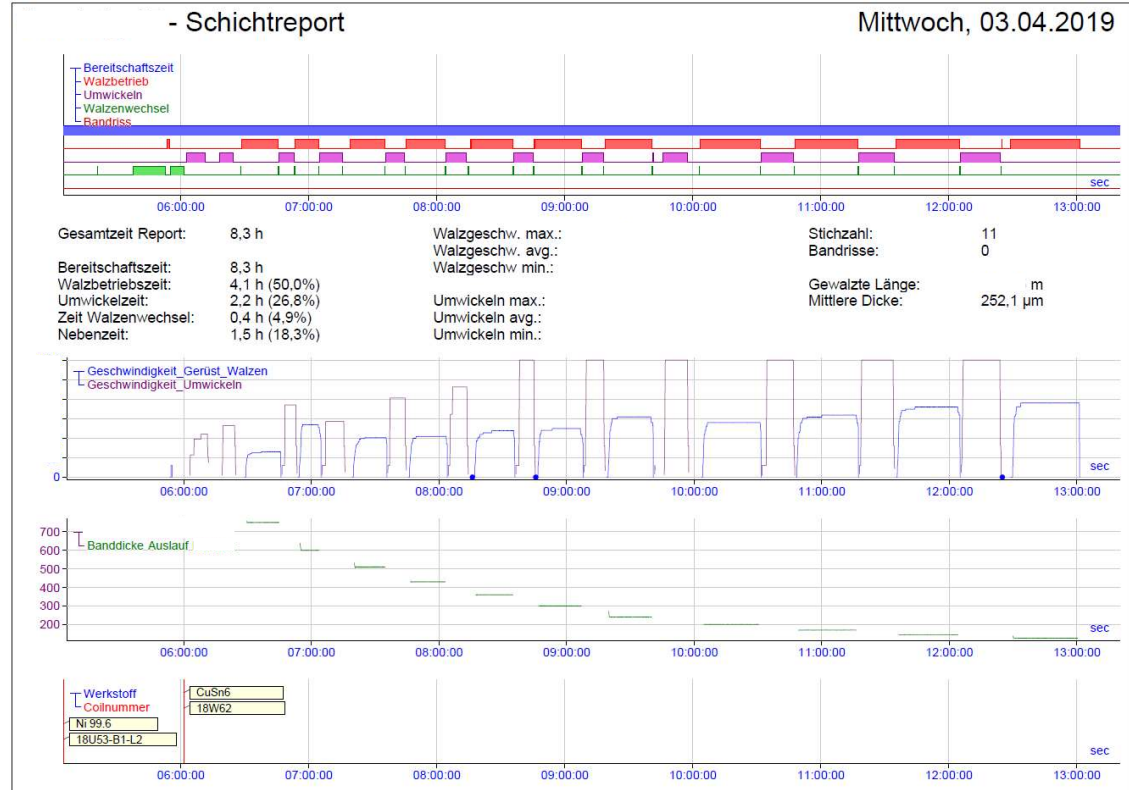 - Schichtreport Mittwoch, 03.04.2019
Bereitschaftszeit
Walzbetrieb
Umwickeln
Walzenwechsel
Bandriss
sec
06:00:00 07:00:00 08:00:00 09:00:00 10:00:00 11:00:00 12:00:00 13:00:00
Gesamtzeit Report: 8,3 h Walzgeschw. max.: Stichzahl: 11
Walzgeschw. avg.: Bandrisse: 0
Bereitschaftszeit: 8,3 h Walzgeschw min.:
Walzbetriebszeit: 4,1 h (50,0%) Gewalzte Länge: m
Umwickelzeit: 2,2 h (26,8%) Umwickeln max.: Mittlere Dicke: 252,1 µm
Zeit Walzenwechsel: 0,4 h (4,9%) Umwickeln avg.:
Nebenzeit: 1,5 h (18,3%) Umwickeln min.:
Geschwindigkeit_Gerüst_Walzen
Geschwindigkeit_Umwickeln
sec
0
06:00:00 07:00:00 08:00:00 09:00:00 10:00:00 11:00:00 12:00:00 13:00:00
700
Banddicke_Auslauf
600
500
400
300
200
sec
06:00:00 07:00:00 08:00:00 09:00:00 10:00:00 11:00:00 12:00:00 13:00:00
Werkstoff CuSn6
Coilnummer 18W62
Ni 99.6
18U53-B1-L2
sec
06:00:00 07:00:00 08:00:00 09:00:00 10:00:00 11:00:00 12:00:00 13:00:00